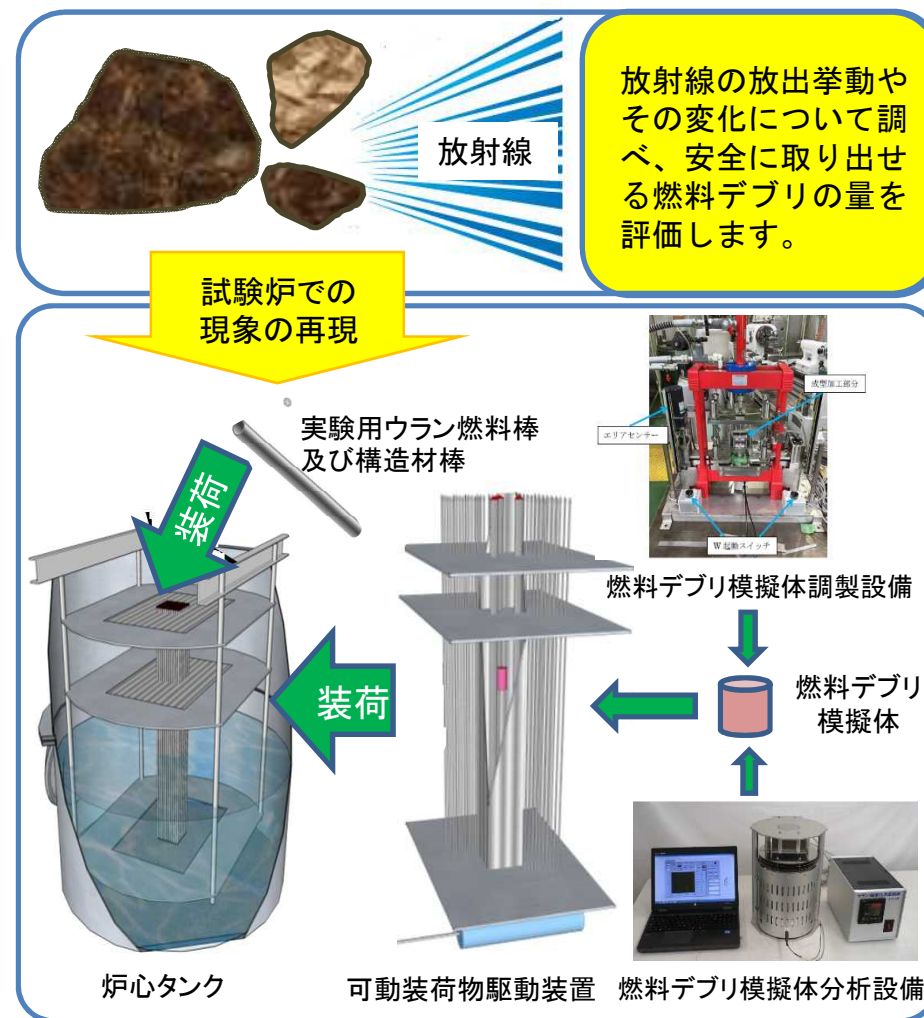 放射線
放射線の放出挙動や
その変化について調
べ、安全に取り出せ
る燃料デブリの量を
評価します。
試験炉での
現象の再現
実験用ウラン燃料棒
及び構造材棒
装荷
成型加工部分
エリアセンサー
W起動スイッチ
燃料デブリ模擬体調製設備
装荷
燃料デブリ
模擬体
炉心タンク
可動装荷物駆動装置
燃料デブリ模擬体分析設備